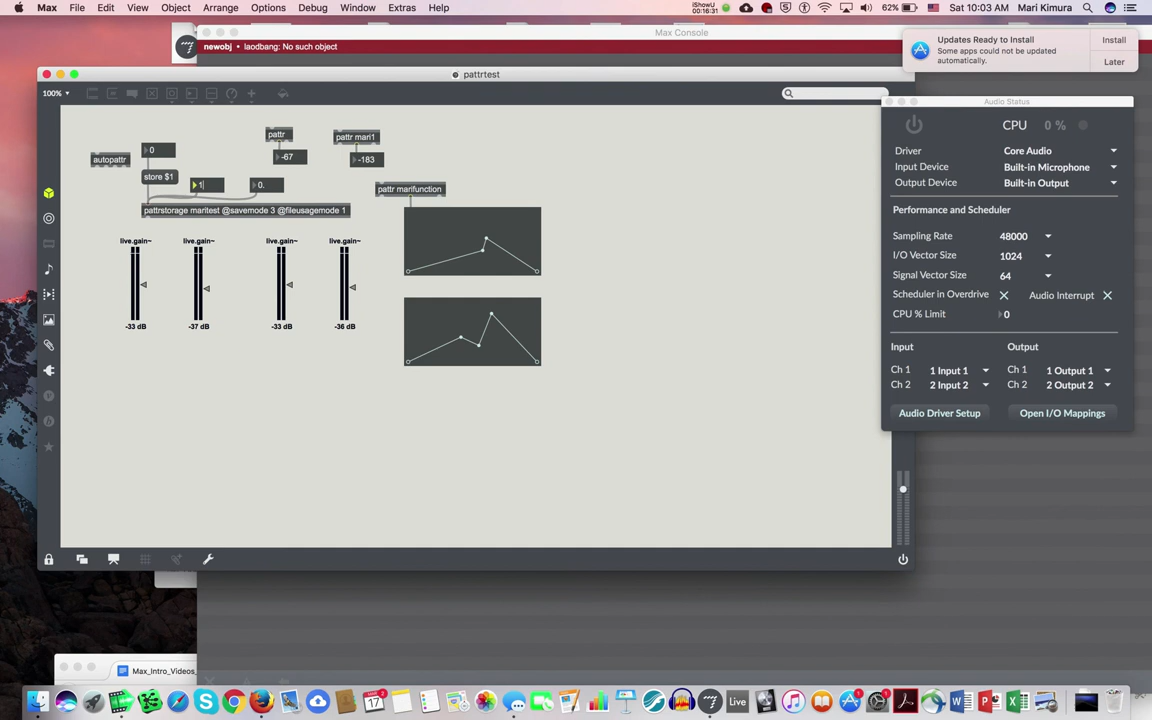 Max File Edit View Object Arrange Options Debug Window Extras Help
iShowU
00:16:31
62% Sat 10:03 AM Mari Kimura
Max Console
newobj • laodbang: No such object
Updates Ready to Install
Some apps could not be updated
automatically.
Install
Later
pattrtest
100%
autopattr
0
store $1
1
0.
pattr
-67
pattr mari1
-183
pattr marifunction
pattrstorage maritest @savemode 3 @fileusagemode 1
live.gain~ live.gain~ live.gain~ live.gain~
-33 dB -37 dB -33 dB -36 dB
Audio Status
CPU 0 %
Driver Core Audio
Input Device Built-in Microphone
Output Device Built-in Output
Performance and Scheduler
Sampling Rate 48000
I/O Vector Size 1024
Signal Vector Size 64
Scheduler in Overdrive Audio Interrupt
CPU % Limit 0
Input Output
Ch 1 1 Input 1 Ch 1 1 Output 1
Ch 2 2 Input 2 Ch 2 2 Output 2
Audio Driver Setup Open I/O Mappings
Max_Intro_Videos
17
Live